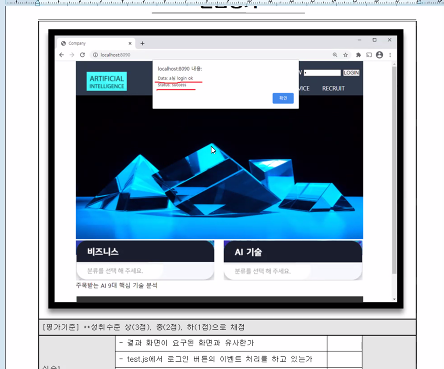 Company
localhost:8090
localhost:8090 내용:
Data: abj login ok
Status: success
확인
LOGIN
ARTIFICIAL
INTELLIGENCE
VICE RECRUIT
비즈니스
분류를 선택 해 주세요.
AI 기술
분류를 선택 해 주세요.
주목받는 AI 9대 핵심 기술 분석
[평가기준] **성취수준 상(3점), 중(2점), 하(1점)으로 채점
- 결과 화면이 요구된 화면과 유사한가
- test.js에서 로그인 버튼의 이벤트 처리를 하고 있는가